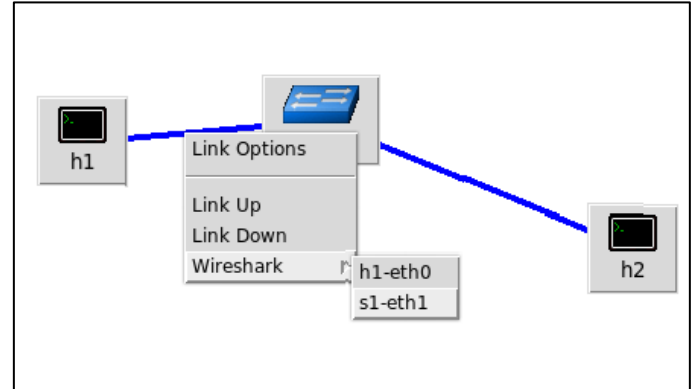 h1
Link Options
Link Up
Link Down
Wireshark
h1-eth0
s1-eth1
h2